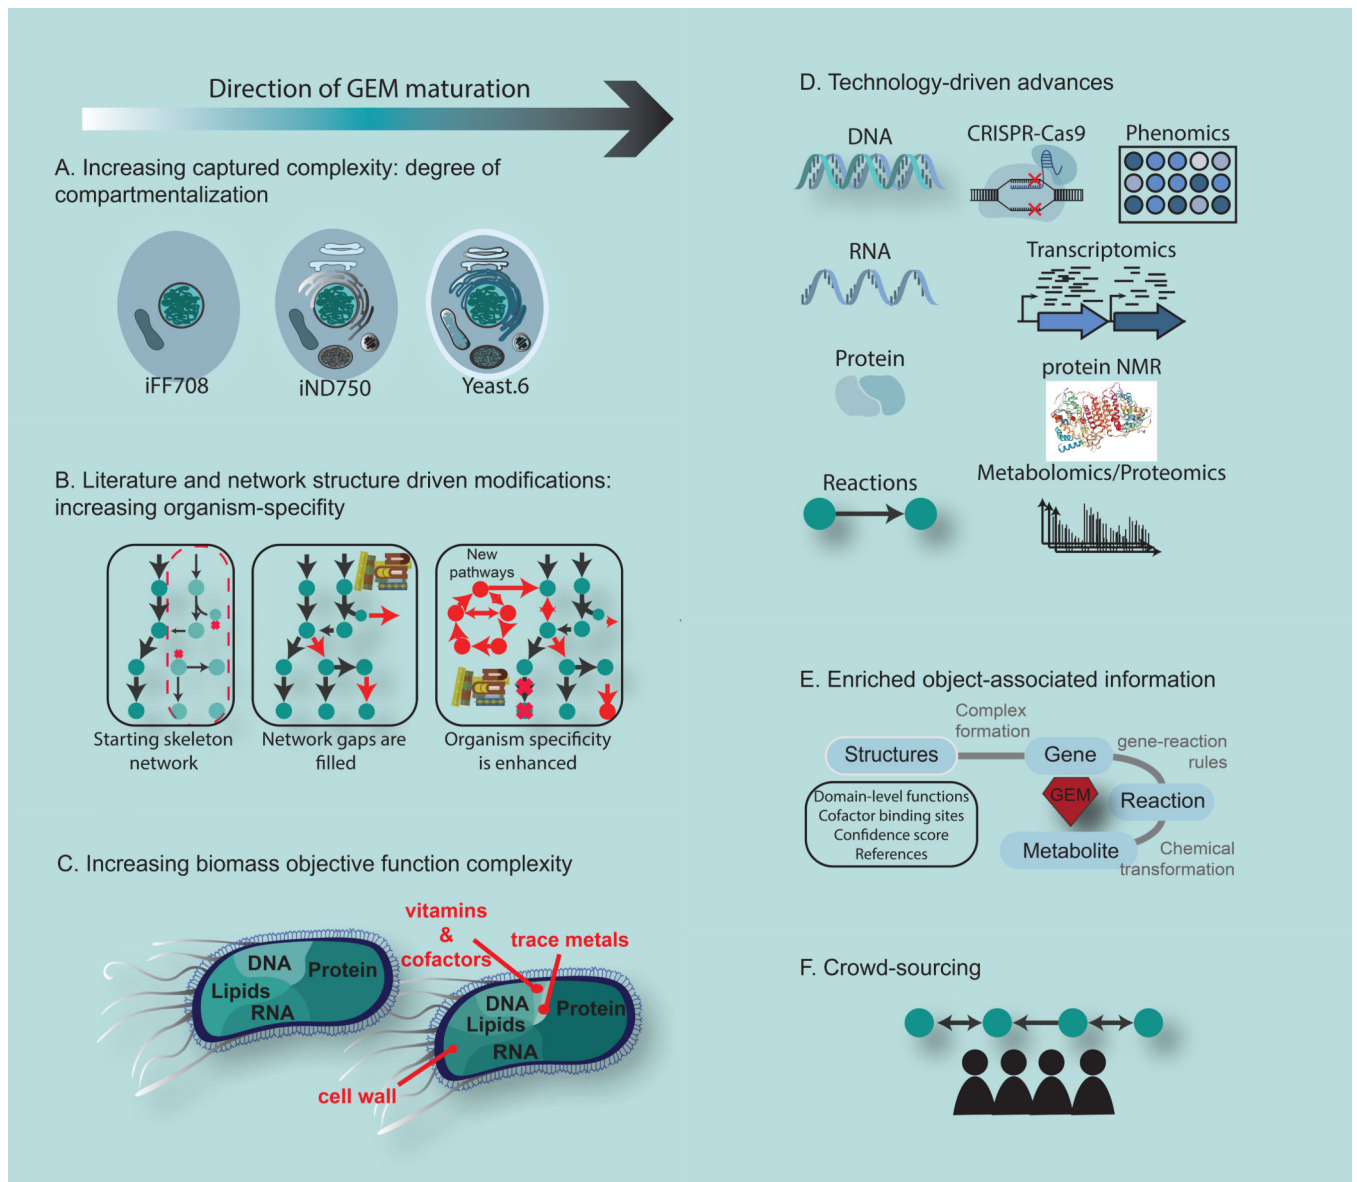 Direction of GEM maturation
A. Increasing captured complexity: degree of
compartmentalization
iFF708
iND750
Yeast.6
B. Literature and network structure driven modifications:
increasing organism-specifity
New
pathways
Starting skeleton
network
Network gaps are
filled
Organism specificity
is enhanced
C. Increasing biomass objective function complexity
DNA
Protein
Lipids
RNA
vitamins
&
cofactors
trace metals
DNA
Protein
Lipids
RNA
cell wall
D. Technology-driven advances
DNA
CRISPR-Cas9
Phenomics
RNA
Transcriptomics
Protein
protein NMR
Reactions
Metabolomics/Proteomics
E. Enriched object-associated information
Complex
formation
Structures
Gene
gene-reaction
rules
Domain-level functions
Cofactor binding sites
Confidence score
References
GEM
Reaction
Metabolite
Chemical
transformation
F. Crowd-sourcing